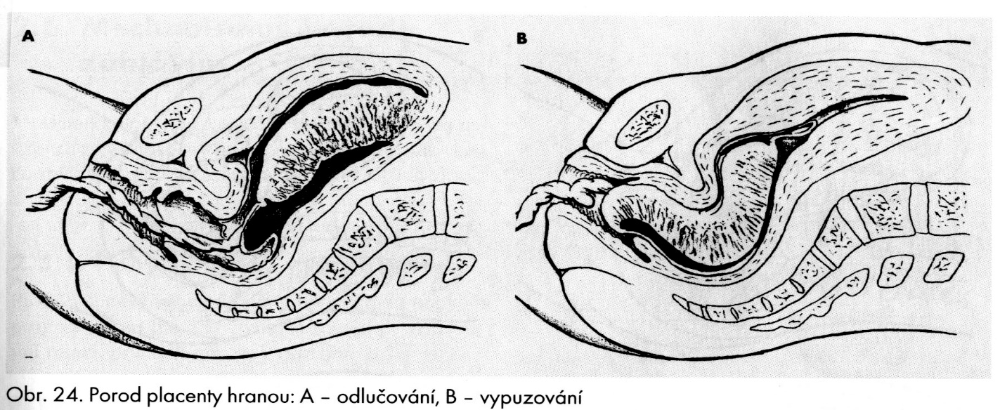 A
B
Obr. 24. Porod placenty hranou: A – odlučování, B – vypuzování